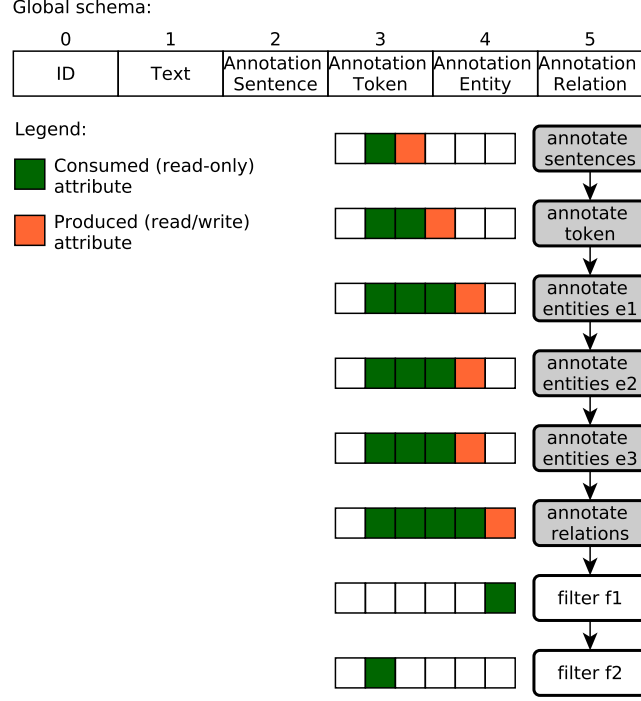 Global schema:
0 1 2 3 4 5
ID Text Annotation Sentence Annotation Token Annotation Entity Annotation Relation
Legend:
Consumed (read-only)
attribute
Produced (read/write)
attribute
annotate
sentences
annotate
token
annotate
entities e1
annotate
entities e2
annotate
entities e3
annotate
relations
filter f1
filter f2